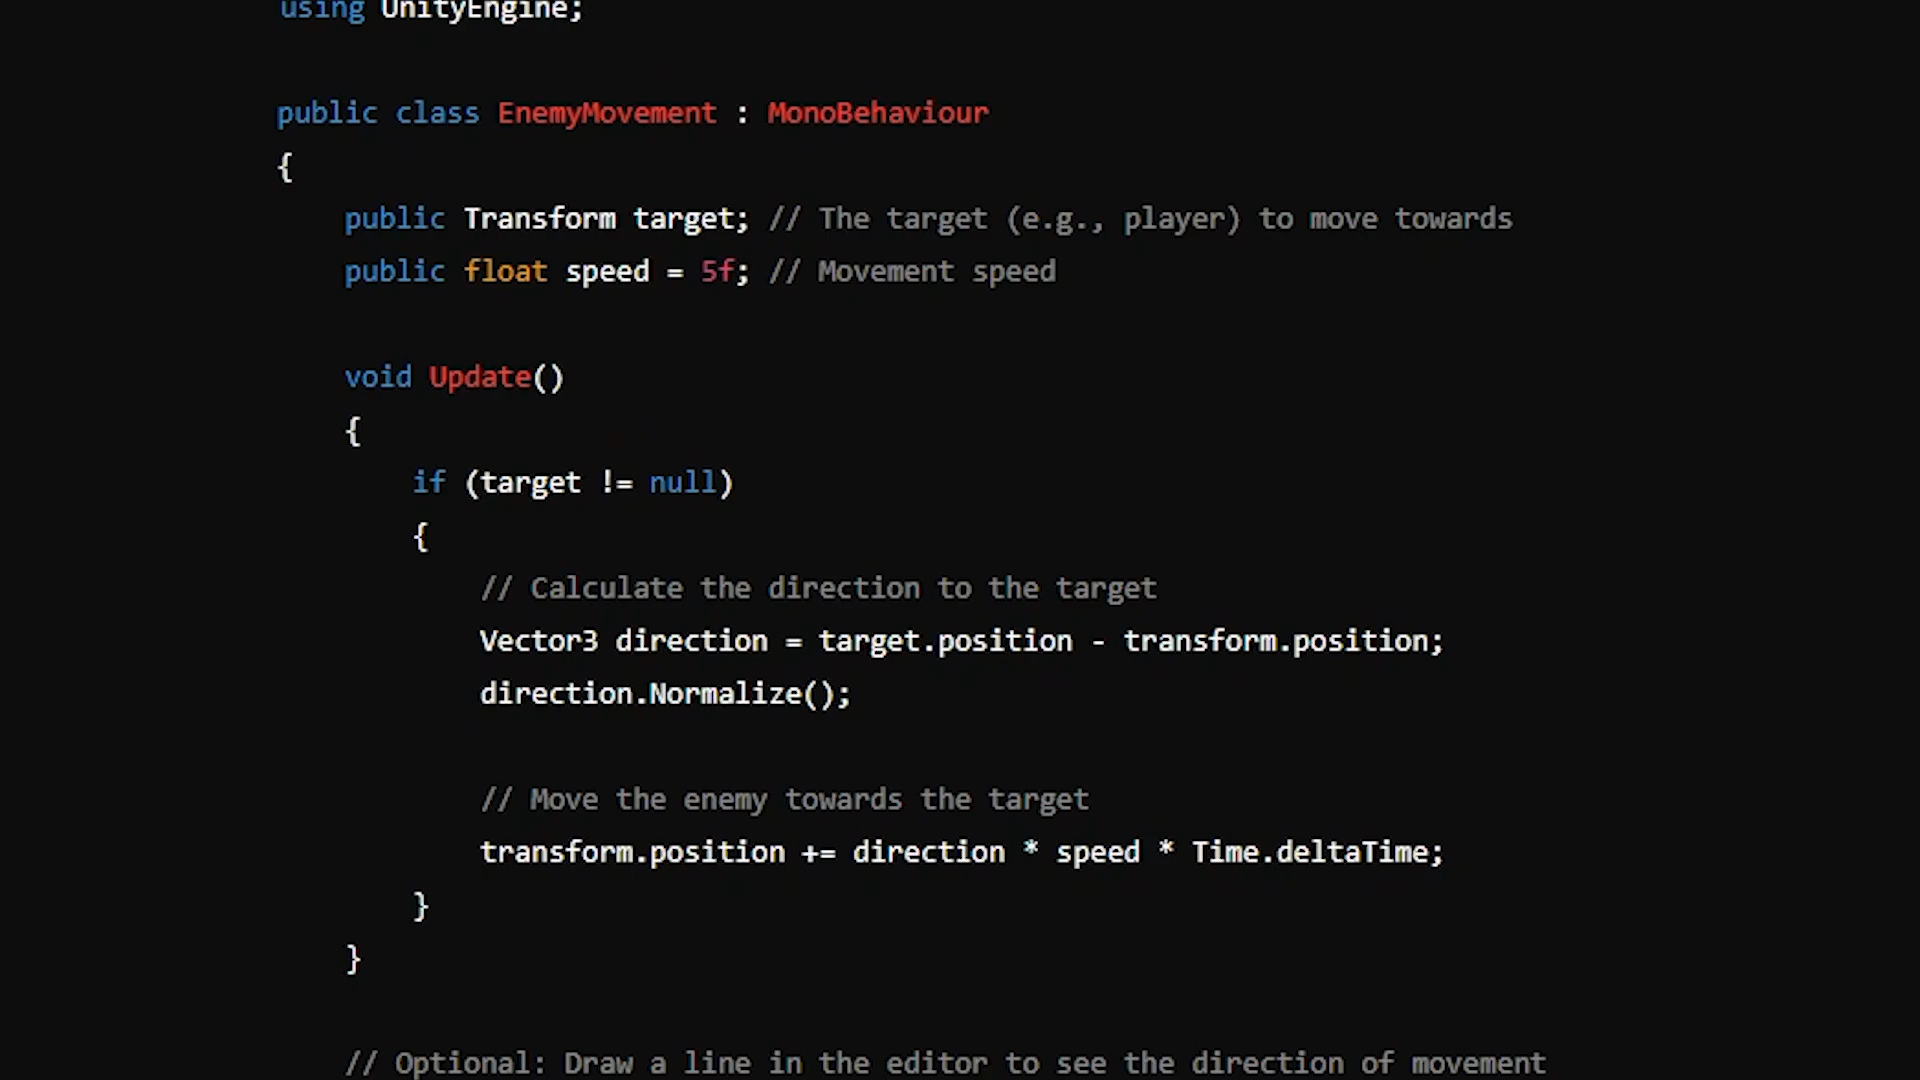 using UnityEngine;
public class EnemyMovement : MonoBehaviour
{
public Transform target; // The target (e.g., player) to move towards
public float speed = 5f; // Movement speed
void Update()
{
if (target != null)
{
// Calculate the direction to the target
Vector3 direction = target.position - transform.position;
direction.Normalize();
// Move the enemy towards the target
transform.position += direction * speed * Time.deltaTime;
}
}
// Optional: Draw a line in the editor to see the direction of movement